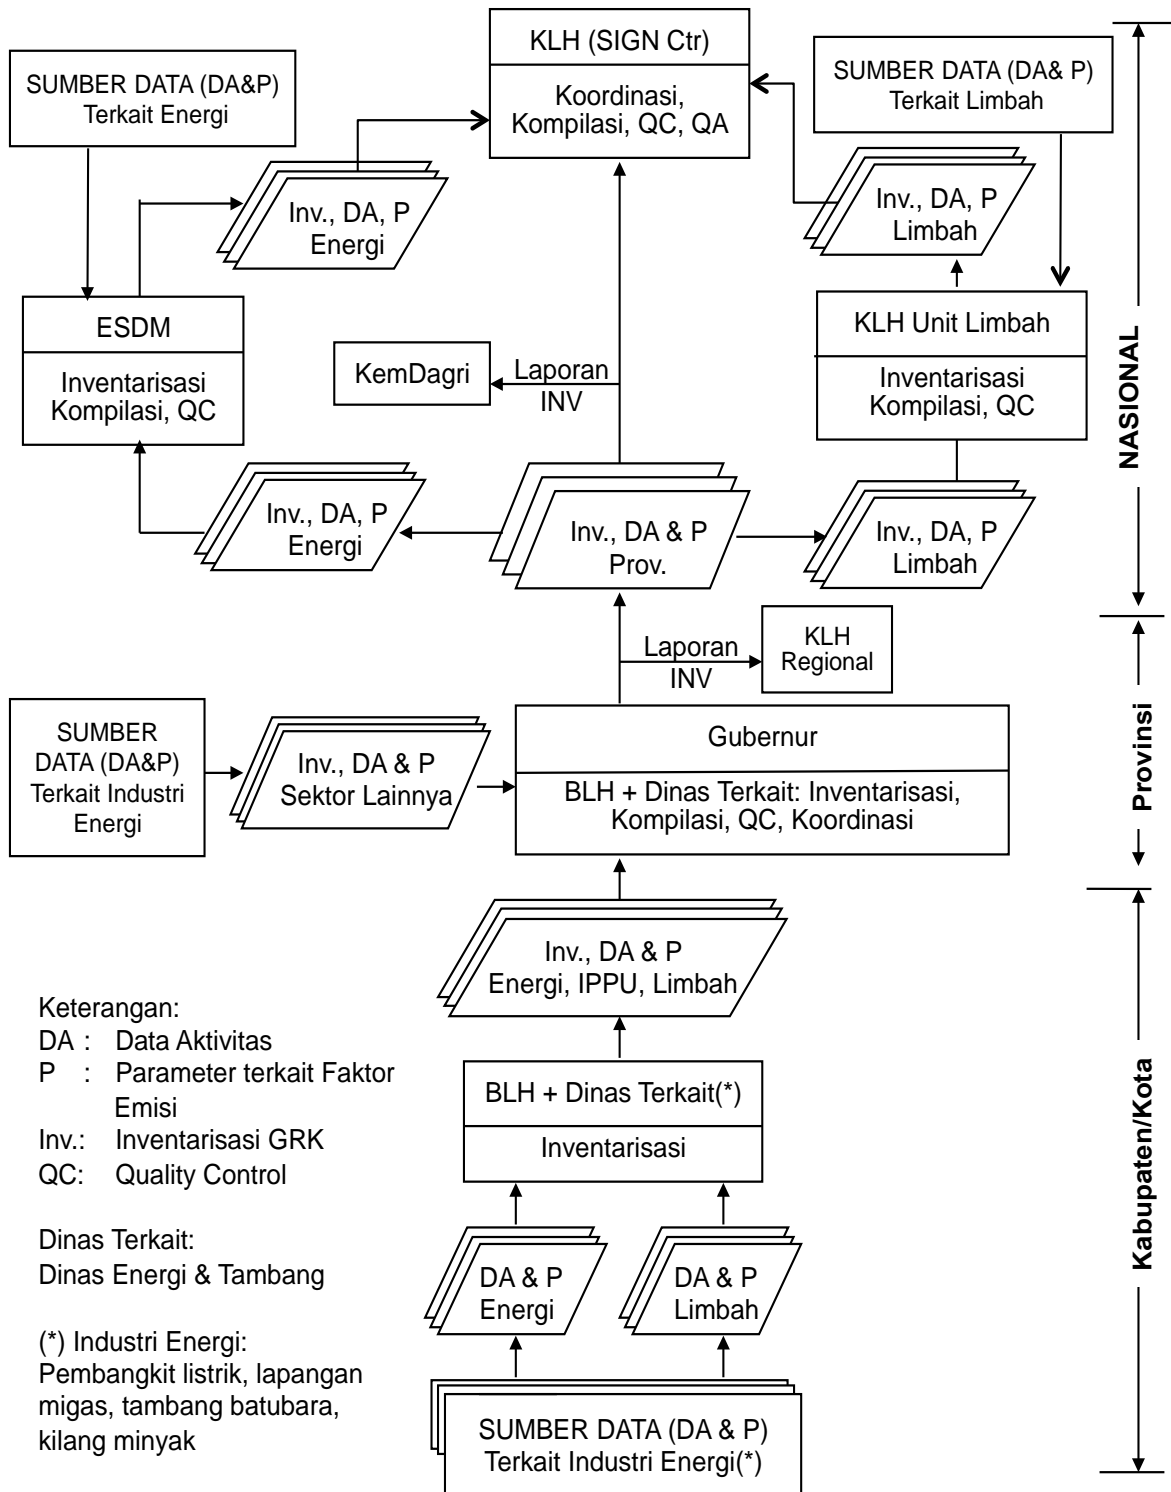 KLH (SIGN Ctr)
Koordinasi,
Kompilasi, QC, QA
SUMBER DATA (DA&P)
Terkait Energi
SUMBER DATA (DA& P)
Terkait Limbah
Inv., DA, P
Energi
Inv., DA, P
Limbah
ESDM
Inventarisasi
Kompilasi, QC
KLH Unit Limbah
Inventarisasi
Kompilasi, QC
KemDagri
Laporan
INV
Inv., DA, P
Energi
Inv., DA & P
Prov.
Inv., DA, P
Limbah
NASIONAL
Laporan
INV
KLH
Regional
SUMBER
DATA (DA&P)
Terkait Industri
Energi
Inv., DA & P
Sektor Lainnya
Gubernur
BLH + Dinas Terkait: Inventarisasi,
Kompilasi, QC, Koordinasi
Provinsi
Inv., DA & P
Energi, IPPU, Limbah
BLH + Dinas Terkait(*)
Inventarisasi
DA & P
Energi
DA & P
Limbah
SUMBER DATA (DA & P)
Terkait Industri Energi(*)
Kabupaten/Kota
Keterangan:
DA : Data Aktivitas
P : Parameter terkait Faktor
Emisi
Inv.: Inventarisasi GRK
QC: Quality Control
Dinas Terkait:
Dinas Energi & Tambang
(*) Industri Energi:
Pembangkit listrik, lapangan
migas, tambang batubara,
kilang minyak